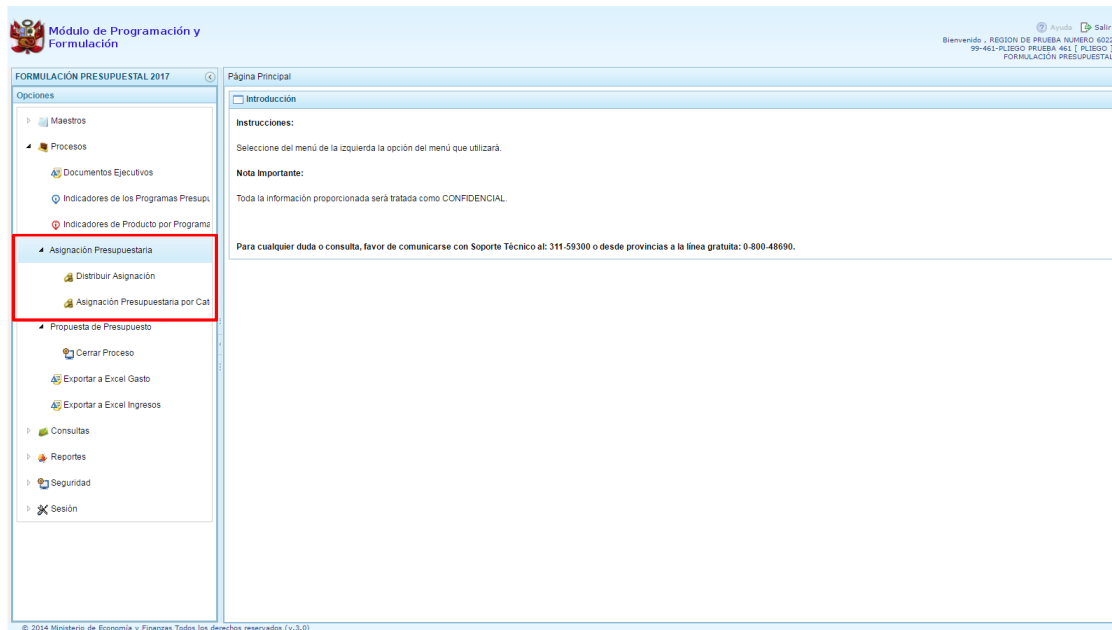 Módulo de Programación y
Formulación
Ayuda Salir
Bienvenido , REGION DE PRUEBA NUMERO 6022
99-461-PLIEGO PRUEBA 461 [ PLIEGO ]
FORMULACIÓN PRESUPUESTAL
FORMULACIÓN PRESUPUESTAL 2017
Opciones
Maestros
Procesos
Documentos Ejecutivos
Indicadores de los Programas Presupu
Indicadores de Producto por Programa
Asignación Presupuestaria
Distribuir Asignación
Asignación Presupuestaria por Cat
Propuesta de Presupuesto
Cerrar Proceso
Exportar a Excel Gasto
Exportar a Excel Ingresos
Consultas
Reportes
Seguridad
Sesión
Página Principal
Introducción
Instrucciones:
Seleccione del menú de la izquierda la opción del menú que utilizará.
Nota Importante:
Toda la información proporcionada será tratada como CONFIDENCIAL.
Para cualquier duda o consulta, favor de comunicarse con Soporte Técnico al: 311-59300 o desde provincias a la línea gratuita: 0-800-48690.
© 2014 Ministerio de Economía y Finanzas Todos los derechos reservados (v.3.0)